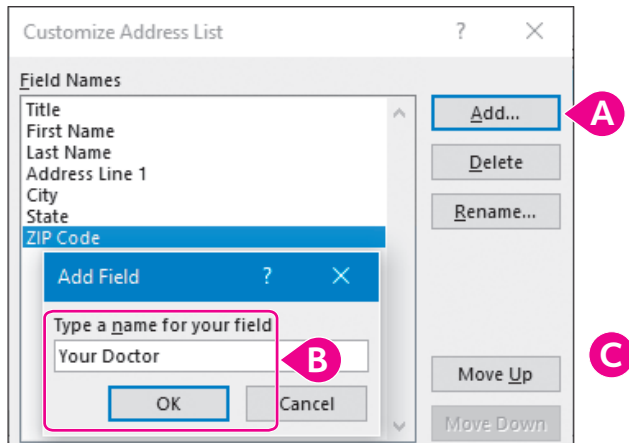 Customize Address List ? ×
Field Names
Title
First Name
Last Name
Address Line 1
City
State
ZIP Code
Add...
A
Delete
Rename...
Add Field ? ×
Type a name for your field
Your Doctor
B
OK Cancel
C
Move Up
Move Down